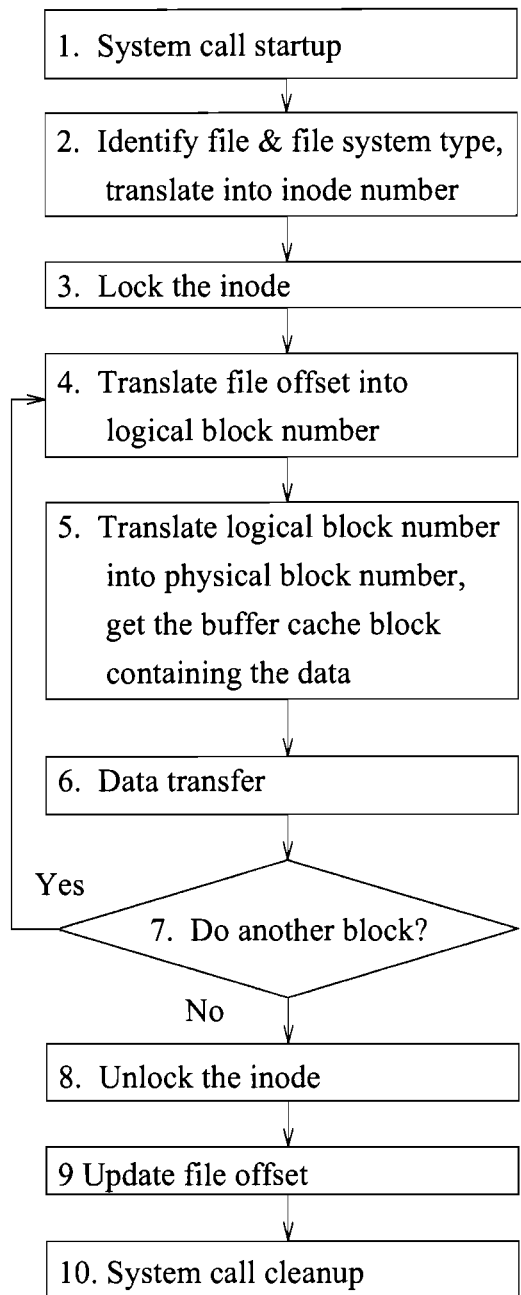 1. System call startup
2. Identify file & file system type,
translate into inode number
3. Lock the inode
4. Translate file offset into
logical block number
5. Translate logical block number
into physical block number,
get the buffer cache block
containing the data
6. Data transfer
Yes
7. Do another block?
No
8. Unlock the inode
9 Update file offset
10. System call cleanup